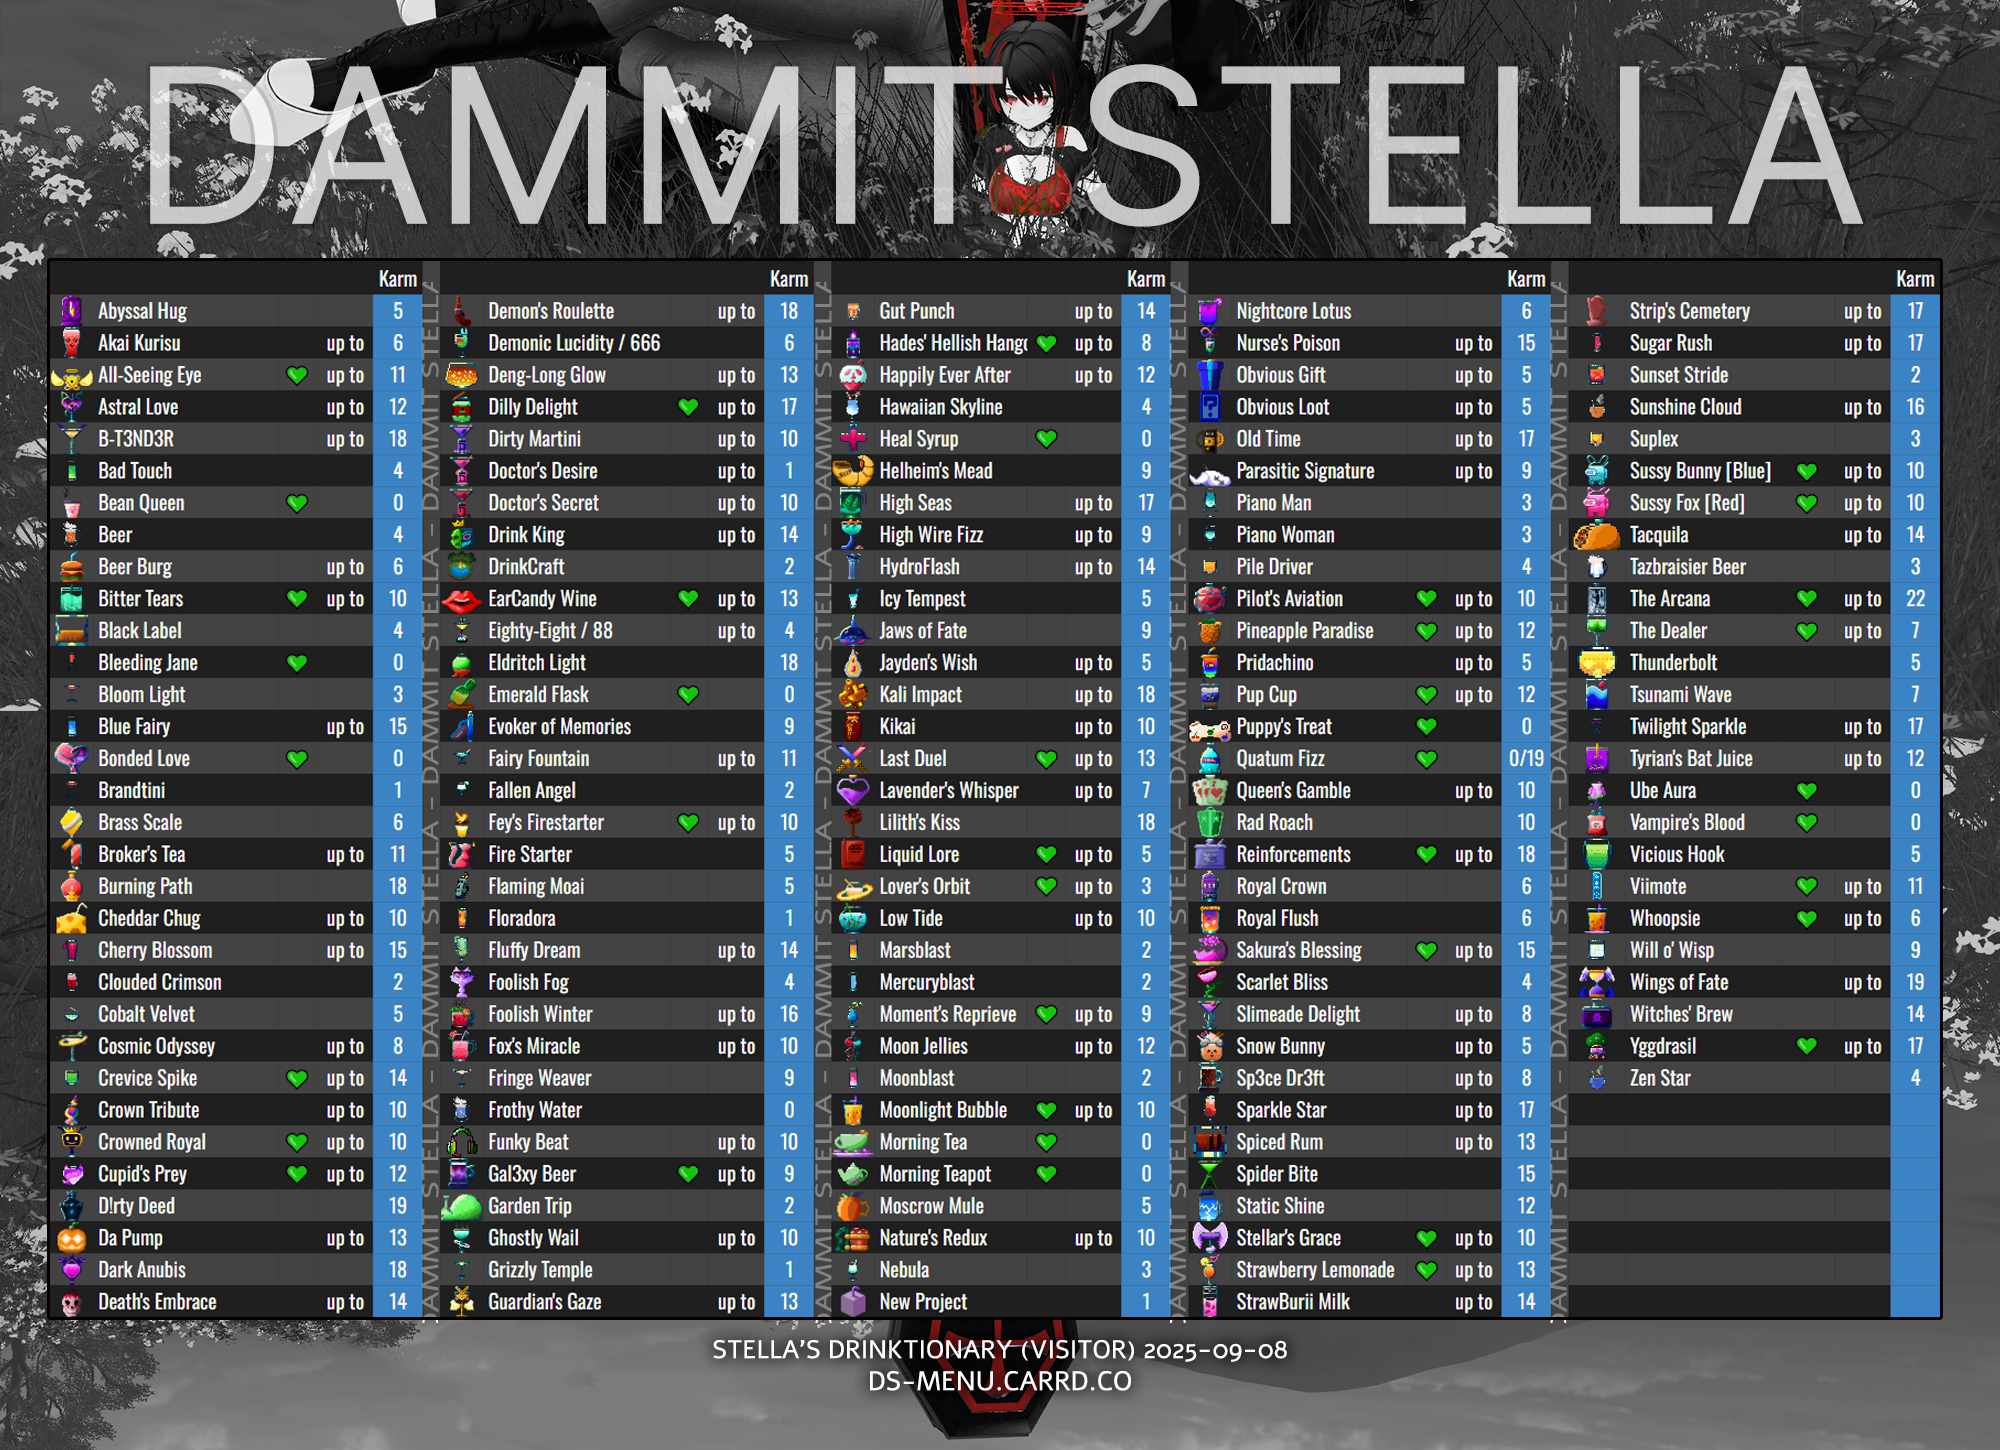 DAMMIT STELLA
Karm
Abyssal Hug 5
Akai Kurisu up to 6
All-Seeing Eye up to 11
Astral Love up to 12
B-T3ND3R up to 18
Bad Touch 4
Bean Queen 0
Beer 4
Beer Burg up to 6
Bitter Tears up to 10
Black Label 4
Bleeding Jane 0
Bloom Light 3
Blue Fairy up to 15
Bonded Love 0
Brandtini 1
Brass Scale 6
Broker's Tea up to 11
Burning Path 18
Cheddar Chug up to 10
Cherry Blossom up to 15
Clouded Crimson 2
Cobalt Velvet 5
Cosmic Odyssey up to 8
Crevice Spike up to 14
Crown Tribute up to 10
Crowned Royal up to 10
Cupid's Prey up to 12
D!rty Deed 19
Da Pump up to 13
Dark Anubis 18
Death's Embrace up to 14
Karm
Demon's Roulette up to 18
Demonic Lucidity / 666 6
Deng-Long Glow up to 13
Dilly Delight up to 17
Dirty Martini up to 10
Doctor's Desire up to 1
Doctor's Secret up to 10
Drink King up to 14
DrinkCraft 2
EarCandy Wine up to 13
Eighty-Eight / 88 up to 4
Eldritch Light 18
Emerald Flask 0
Evoker of Memories 9
Fairy Fountain up to 11
Fallen Angel 2
Fey's Firestarter up to 10
Fire Starter 5
Flaming Moai 5
Floradora 1
Fluffy Dream up to 14
Foolish Fog 4
Foolish Winter up to 16
Fox's Miracle up to 10
Fringe Weaver 9
Frothy Water 0
Funky Beat up to 10
Gal3xy Beer up to 9
Garden Trip 2
Ghostly Wail up to 10
Grizzly Temple 1
Guardian's Gaze up to 13
Karm
Gut Punch up to 14
Hades' Hellish Hang up to 8
Happily Ever After up to 12
Hawaiian Skyline 4
Heal Syrup 0
Helheim's Mead 9
High Seas up to 17
High Wire Fizz up to 9
HydroFlash up to 14
Icy Tempest 5
Jaws of Fate 9
Jayden's Wish up to 5
Kali Impact up to 18
Kikai up to 10
Last Duel up to 13
Lavender's Whisper up to 7
Lilith's Kiss 18
Liquid Lore up to 5
Lover's Orbit up to 3
Low Tide up to 10
Marsblast 2
Mercuryblast 2
Moment's Reprieve up to 9
Moon Jellies up to 12
Moonblast 2
Moonlight Bubble up to 10
Morning Tea 0
Morning Teapot 0
Moscrow Mule 5
Nature's Redux up to 10
Nebula 3
New Project 1
Karm
Nightcore Lotus 6
Nurse's Poison up to 15
Obvious Gift up to 5
Obvious Loot up to 5
Old Time up to 17
Parasitic Signature up to 9
Piano Man 3
Piano Woman 3
Pile Driver 4
Pilot's Aviation up to 10
Pineapple Paradise up to 12
Pridachino up to 5
Pup Cup up to 12
Puppy's Treat 0
Quatum Fizz 0/19
Queen's Gamble up to 10
Rad Roach 10
Reinforcements up to 18
Royal Crown 6
Royal Flush 6
Sakura's Blessing up to 15
Scarlet Bliss 4
Slimeade Delight up to 8
Snow Bunny up to 5
Sp3ce Dr3ft up to 8
Sparkle Star up to 17
Spiced Rum up to 13
Spider Bite 15
Static Shine 12
Stellar's Grace up to 10
Strawberry Lemonade up to 13
StrawBurii Milk up to 14
Karm
Strip's Cemetery up to 17
Sugar Rush up to 17
Sunset Stride 2
Sunshine Cloud up to 16
Suplex 3
Sussy Bunny [Blue] up to 10
Sussy Fox [Red] up to 10
Tacquila up to 14
Tazbraisier Beer 3
The Arcana up to 22
The Dealer up to 7
Thunderbolt 5
Tsunami Wave 7
Twilight Sparkle up to 17
Tyrian's Bat Juice up to 12
Ube Aura 0
Vampire's Blood 0
Vicious Hook 5
Viimote up to 11
Whoopsie up to 6
Will o' Wisp 9
Wings of Fate up to 19
Witches' Brew 14
Yggdrasil up to 17
Zen Star 4
STELLA'S DRINKTIONARY (VISITOR) 2025-09-08
DS-MENU.CARRD.CO